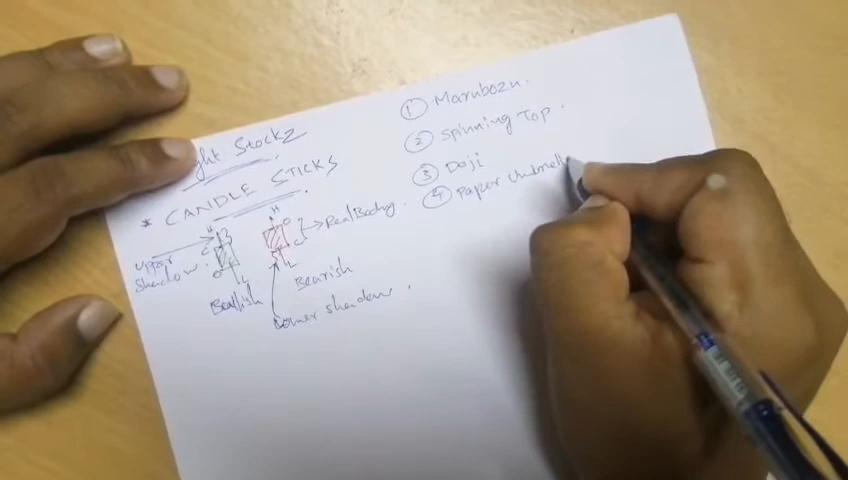 ght Stockz
* CANDLE STICKS
H
C
O
L
Upper
Shadow.
Bullish
H
O
C
L
Real Body.
Bearish
Lower shadow.
① Marubozu.
② Spinning Top.
③ Doji
④ Paper Umbrell